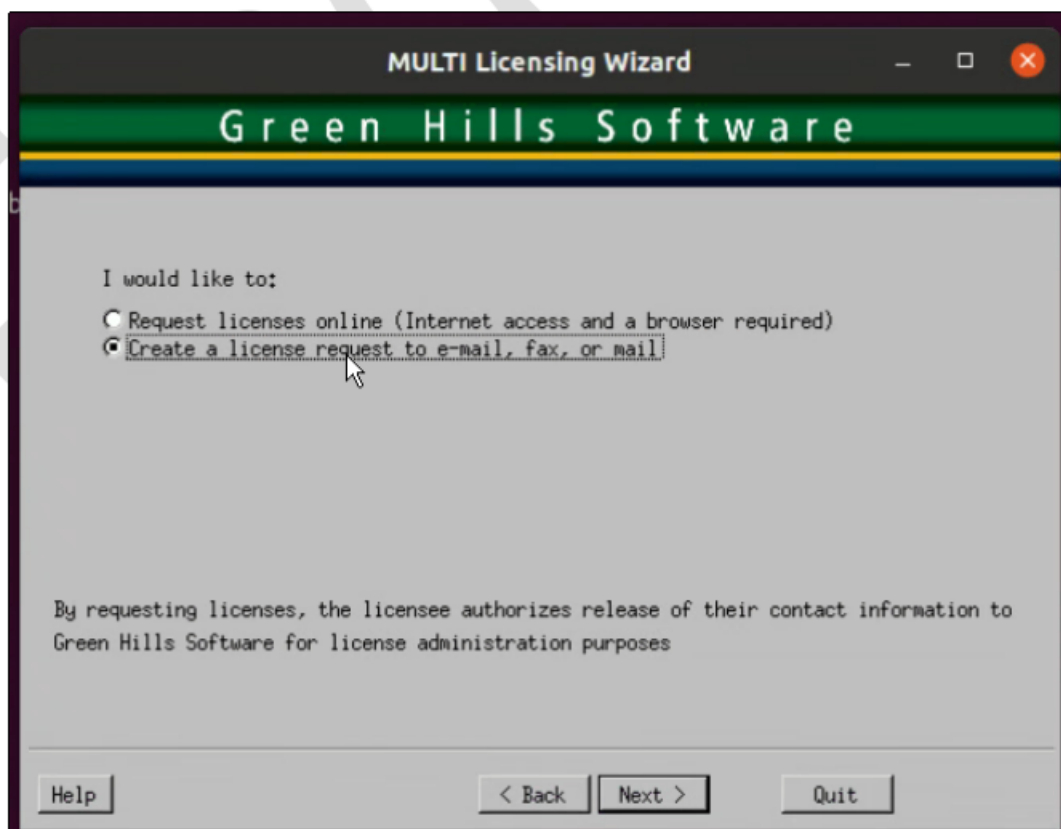 MULTI Licensing Wizard
Green Hills Software
b
I would like to:
Request licenses online (Internet access and a browser required)
Create a license request to e-mail, fax, or mail
By requesting licenses, the licensee authorizes release of their contact information to
Green Hills Software for license administration purposes
Help
< Back
Next >
Quit